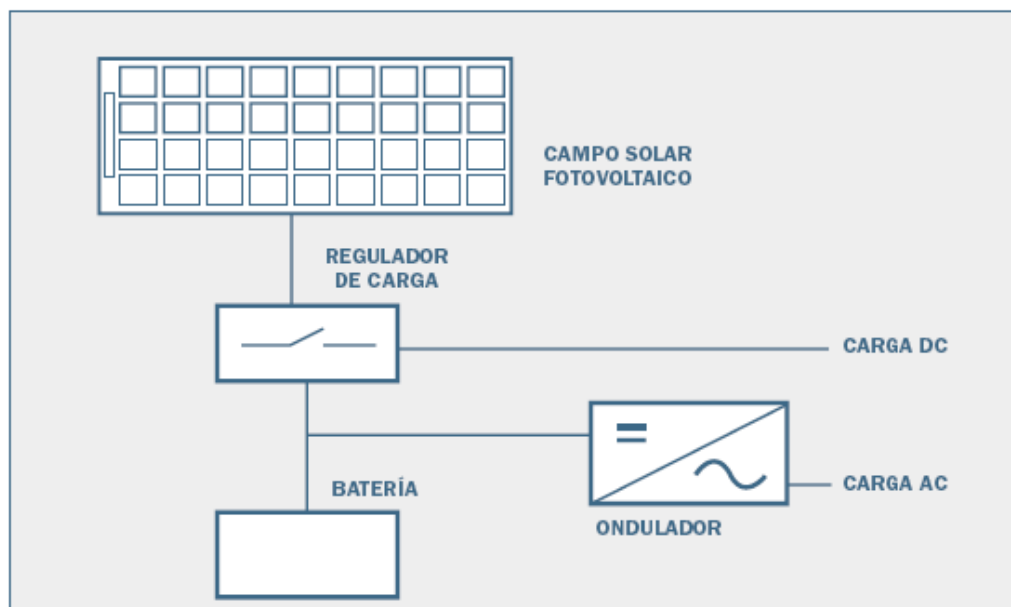 CAMPO SOLAR
FOTOVOLTAICO
REGULADOR
DE CARGA
CARGA DC
BATERÍA
CARGA AC
ONDULADOR